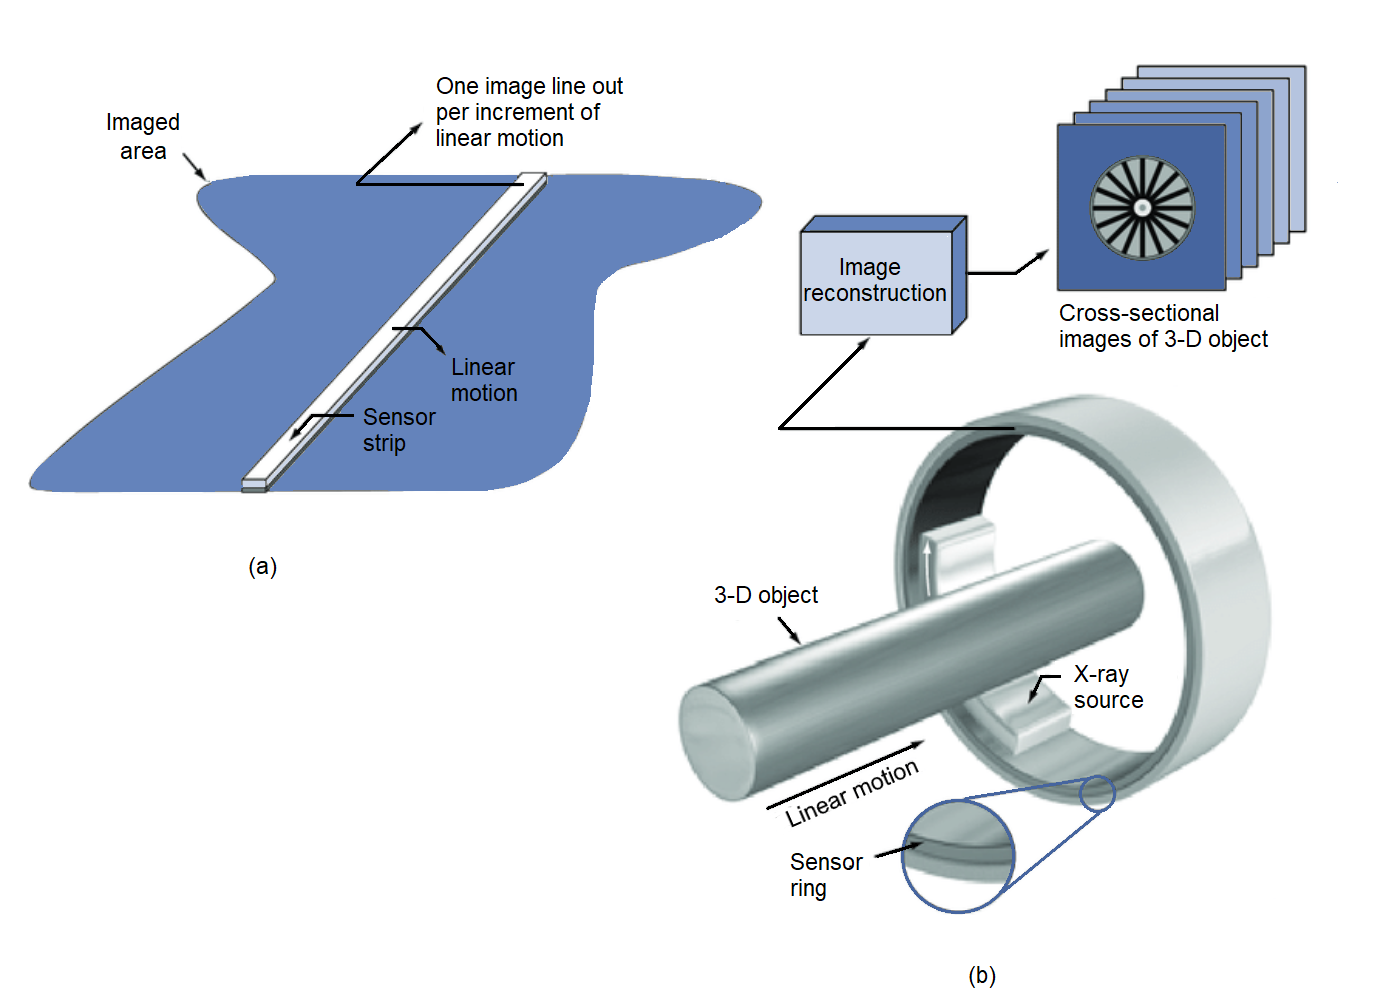 One image line out
per increment of
linear motion
Imaged
area
Linear
motion
Sensor
strip
(a)
Image
reconstruction
Cross-sectional
images of 3-D object
3-D object
X-ray
source
Linear motion
Sensor
ring
(b)